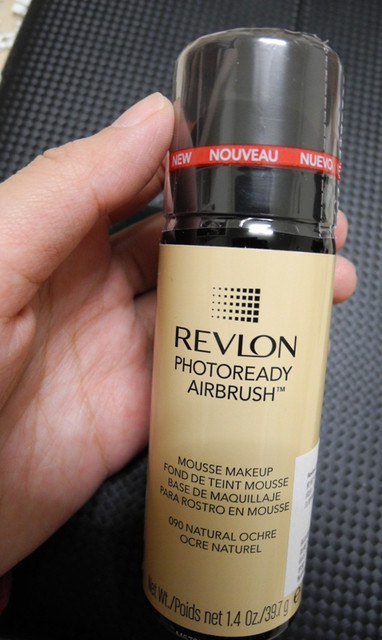 NEW NOUVEAU NUEVO
REVLON
PHOTOREADY
AIRBRUSH™
MOUSSE MAKEUP
FOND DE TEINT MOUSSE
BASE DE MAQUILLAJE
PARA ROSTRO EN MOUSSE
090 NATURAL OCHRE
OCRE NATUREL
Net Wt./Poids net 1.4 Oz./39.7 g